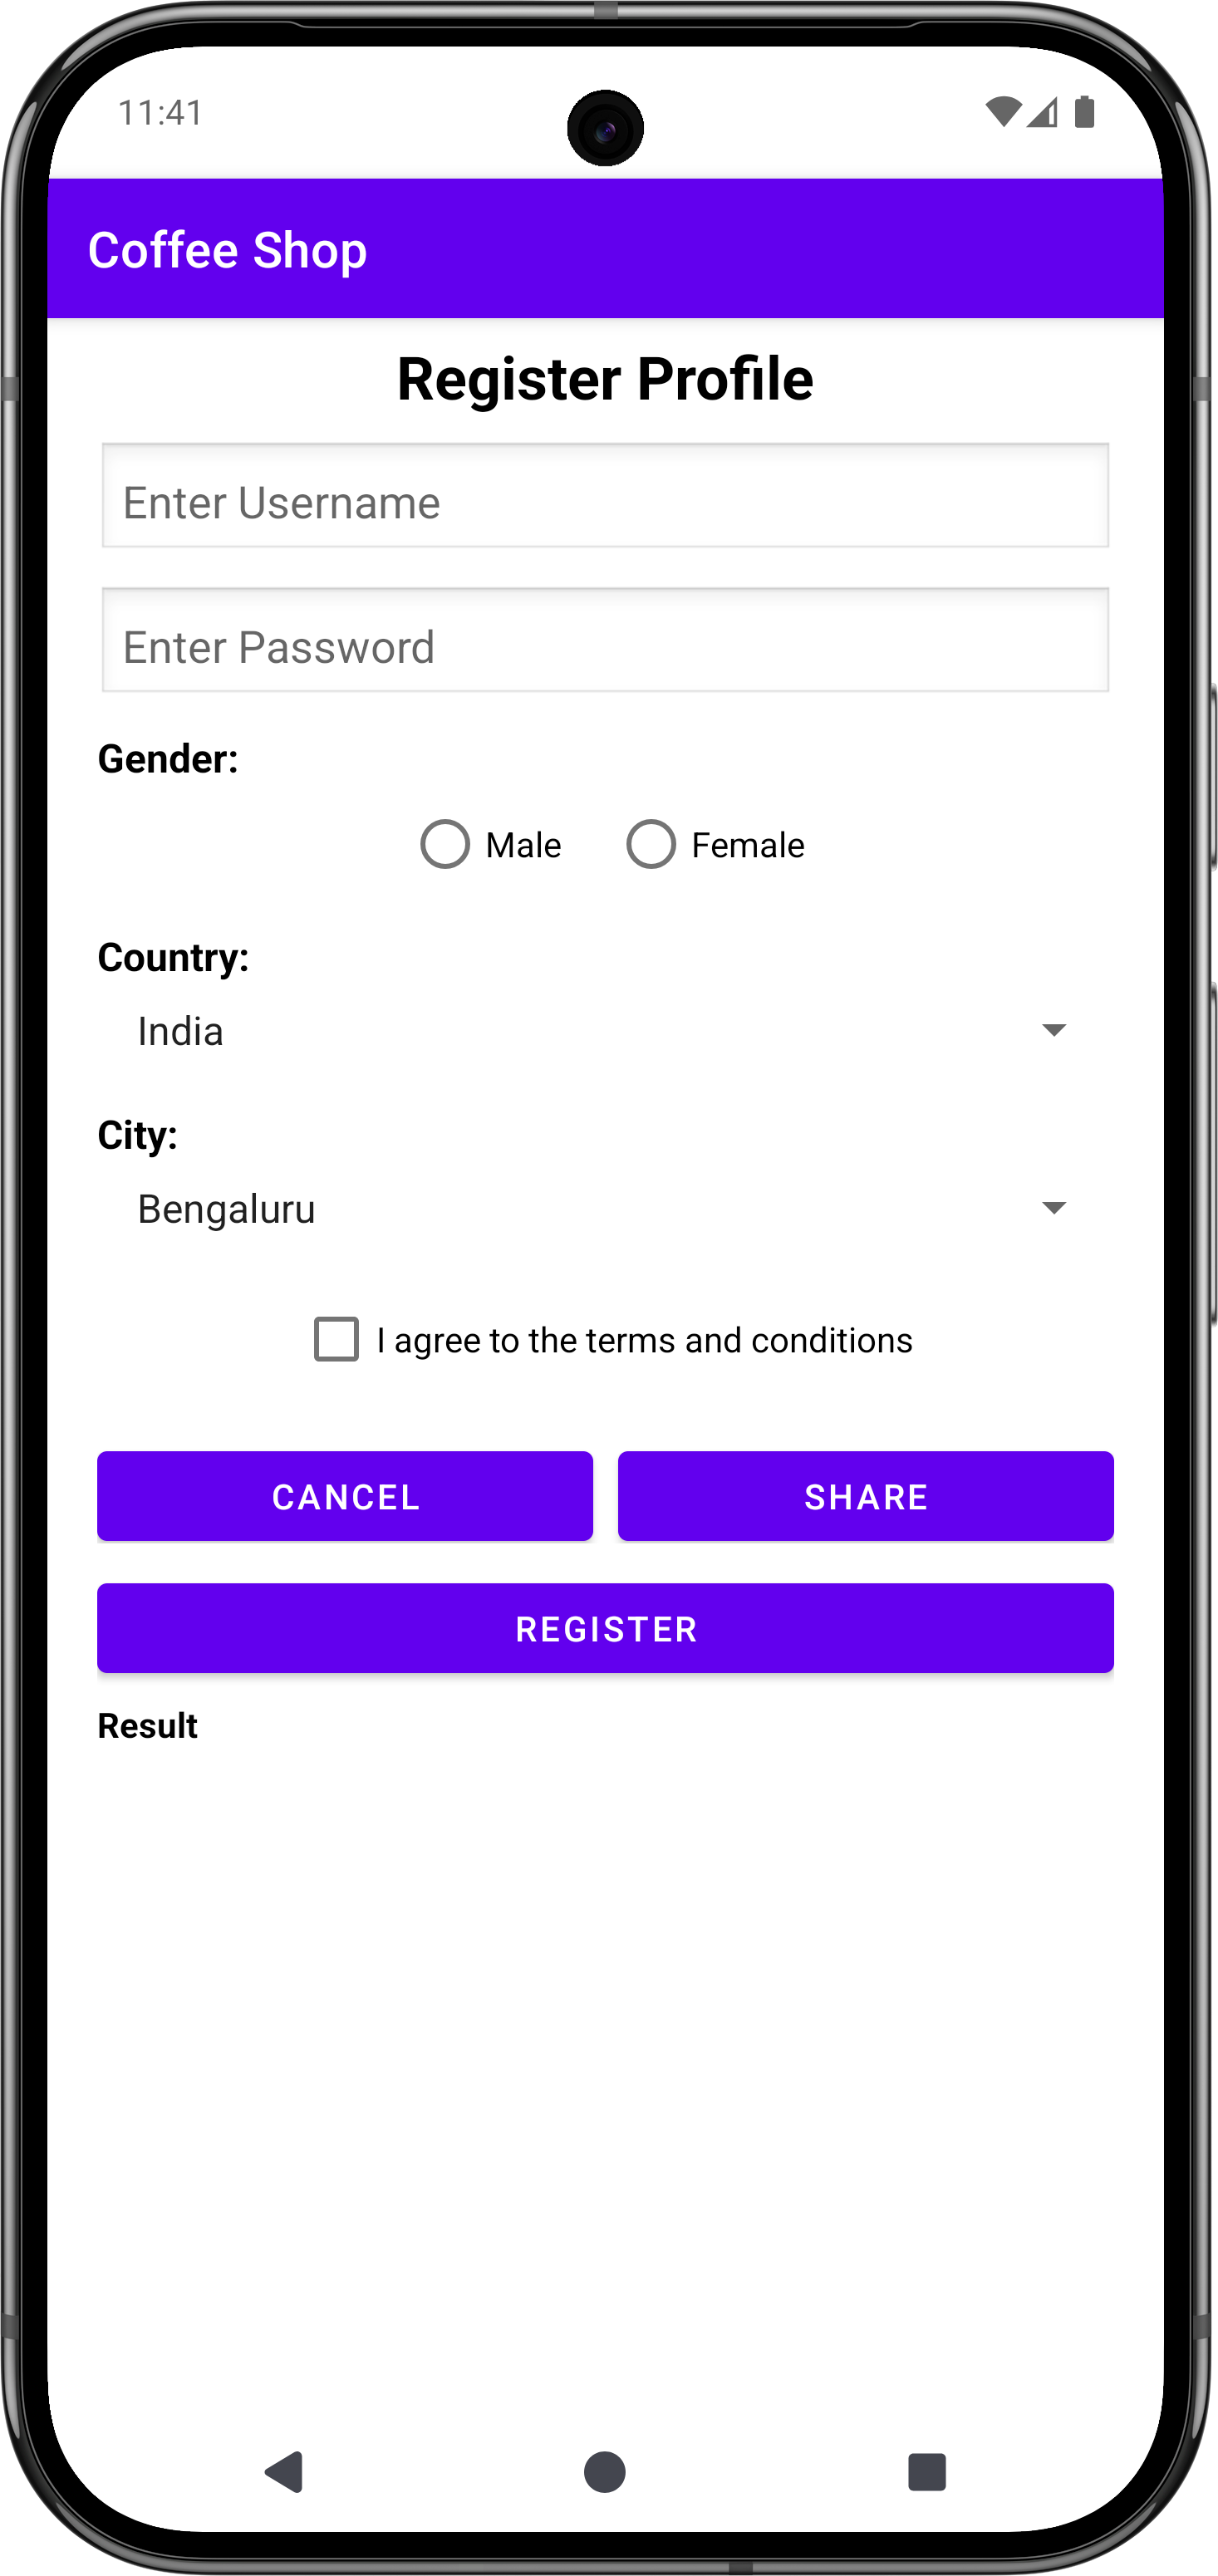 11:41
Coffee Shop
Register Profile
Enter Username
Enter Password
Gender:
Male Female
Country:
India
City:
Bengaluru
I agree to the terms and conditions
CANCEL SHARE
REGISTER
Result